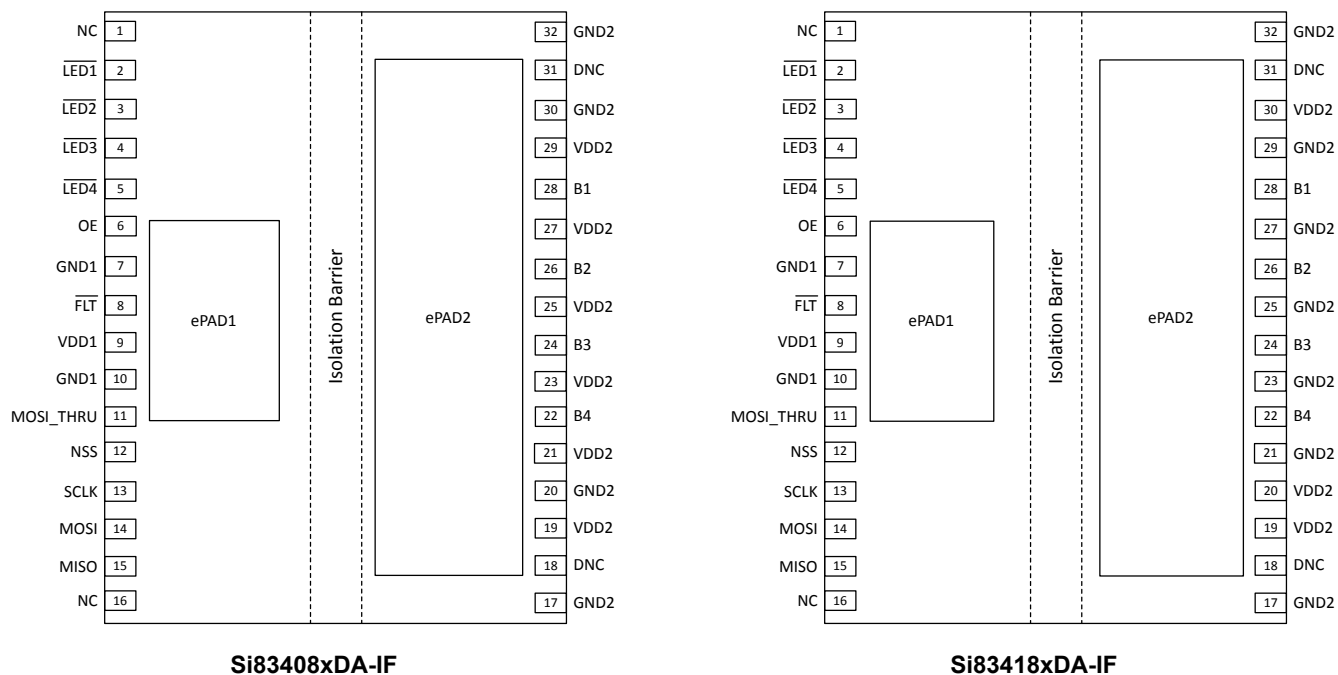 NC 1
LED1 2
LED2 3
LED3 4
LED4 5
OE 6
GND1 7
FLT 8
VDD1 9
GND1 10
MOSI_THRU 11
NSS 12
SCLK 13
MOSI 14
MISO 15
NC 16
ePAD1
Isolation Barrier
ePAD2
32 GND2
31 DNC
30 GND2
29 VDD2
28 B1
27 VDD2
26 B2
25 VDD2
24 B3
23 VDD2
22 B4
21 VDD2
20 GND2
19 VDD2
18 DNC
17 GND2
Si83408xDA-IF
NC 1
LED1 2
LED2 3
LED3 4
LED4 5
OE 6
GND1 7
FLT 8
VDD1 9
GND1 10
MOSI_THRU 11
NSS 12
SCLK 13
MOSI 14
MISO 15
NC 16
ePAD1
Isolation Barrier
ePAD2
32 GND2
31 DNC
30 VDD2
29 GND2
28 B1
27 GND2
26 B2
25 GND2
24 B3
23 GND2
22 B4
21 GND2
20 VDD2
19 VDD2
18 DNC
17 GND2
Si83418xDA-IF